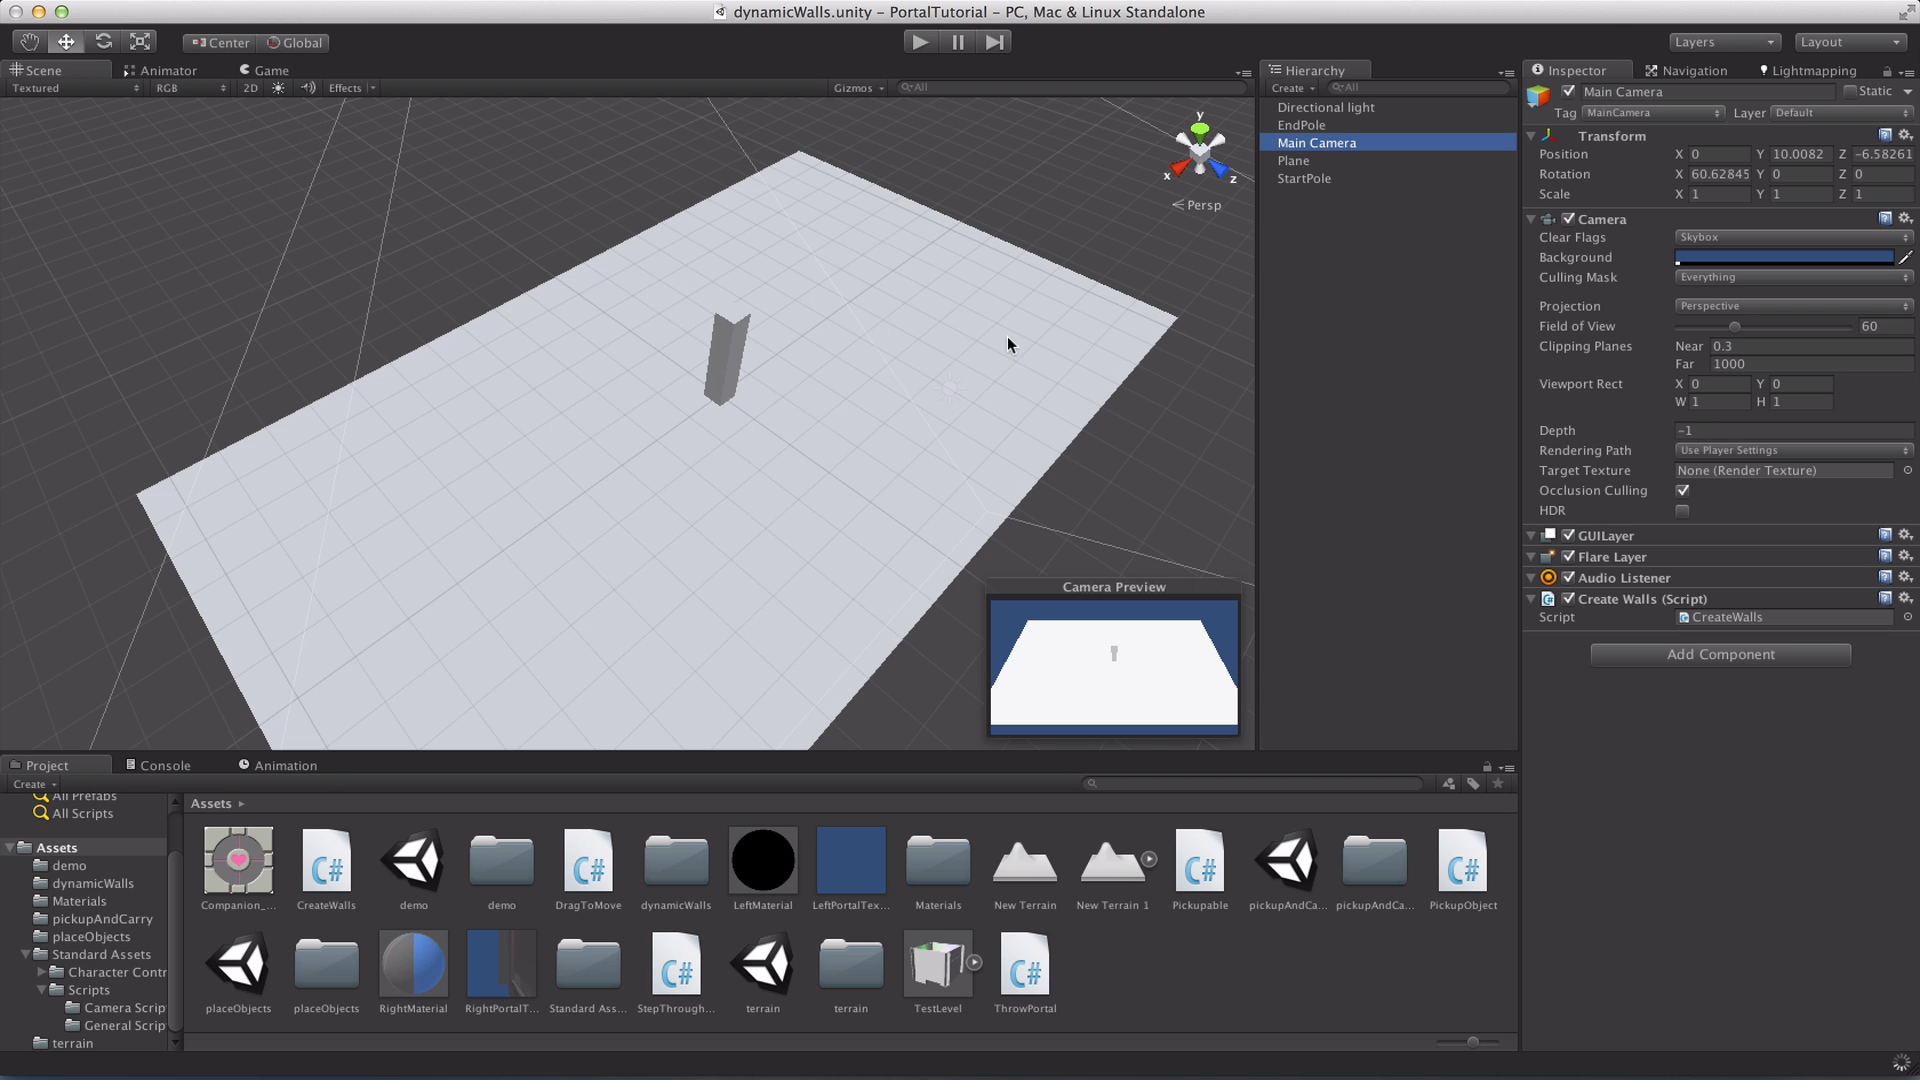 dynamicWalls.unity – PortalTutorial – PC, Mac & Linux Standalone
Center Global
Layers Layout
Scene Animator Game
Textured RGB 2D Effects Gizmos All
y
x
z
Persp
Camera Preview
Hierarchy
Create All
Directional light
EndPole
Main Camera
Plane
StartPole
Inspector Navigation Lightmapping
Main Camera Static
Tag MainCamera Layer Default
Transform
Position X 0 Y 10.0082 Z -6.58261
Rotation X 60.62845 Y 0 Z 0
Scale X 1 Y 1 Z 1
Camera
Clear Flags Skybox
Background
Culling Mask Everything
Projection Perspective
Field of View 60
Clipping Planes Near 0.3
Far 1000
Viewport Rect X 0 Y 0
W 1 H 1
Depth -1
Rendering Path Use Player Settings
Target Texture None (Render Texture)
Occlusion Culling
HDR
GUILayer
Flare Layer
Audio Listener
Create Walls (Script)
Script CreateWalls
Add Component
Project Console Animation
Create
All Prefabs
All Scripts
Assets
demo
dynamicWalls
Materials
pickupAndCarry
placeObjects
Standard Assets
Character Contr
Scripts
Camera Scrip
General Scrip
terrain
Assets
Companion_... CreateWalls demo demo DragToMove dynamicWalls LeftMaterial LeftPortalTex... Materials New Terrain New Terrain 1 Pickupable pickupAndCa... pickupAndCa... PickupObject
placeObjects placeObjects RightMaterial RightPortalT... Standard Ass... StepThrough... terrain terrain TestLevel ThrowPortal